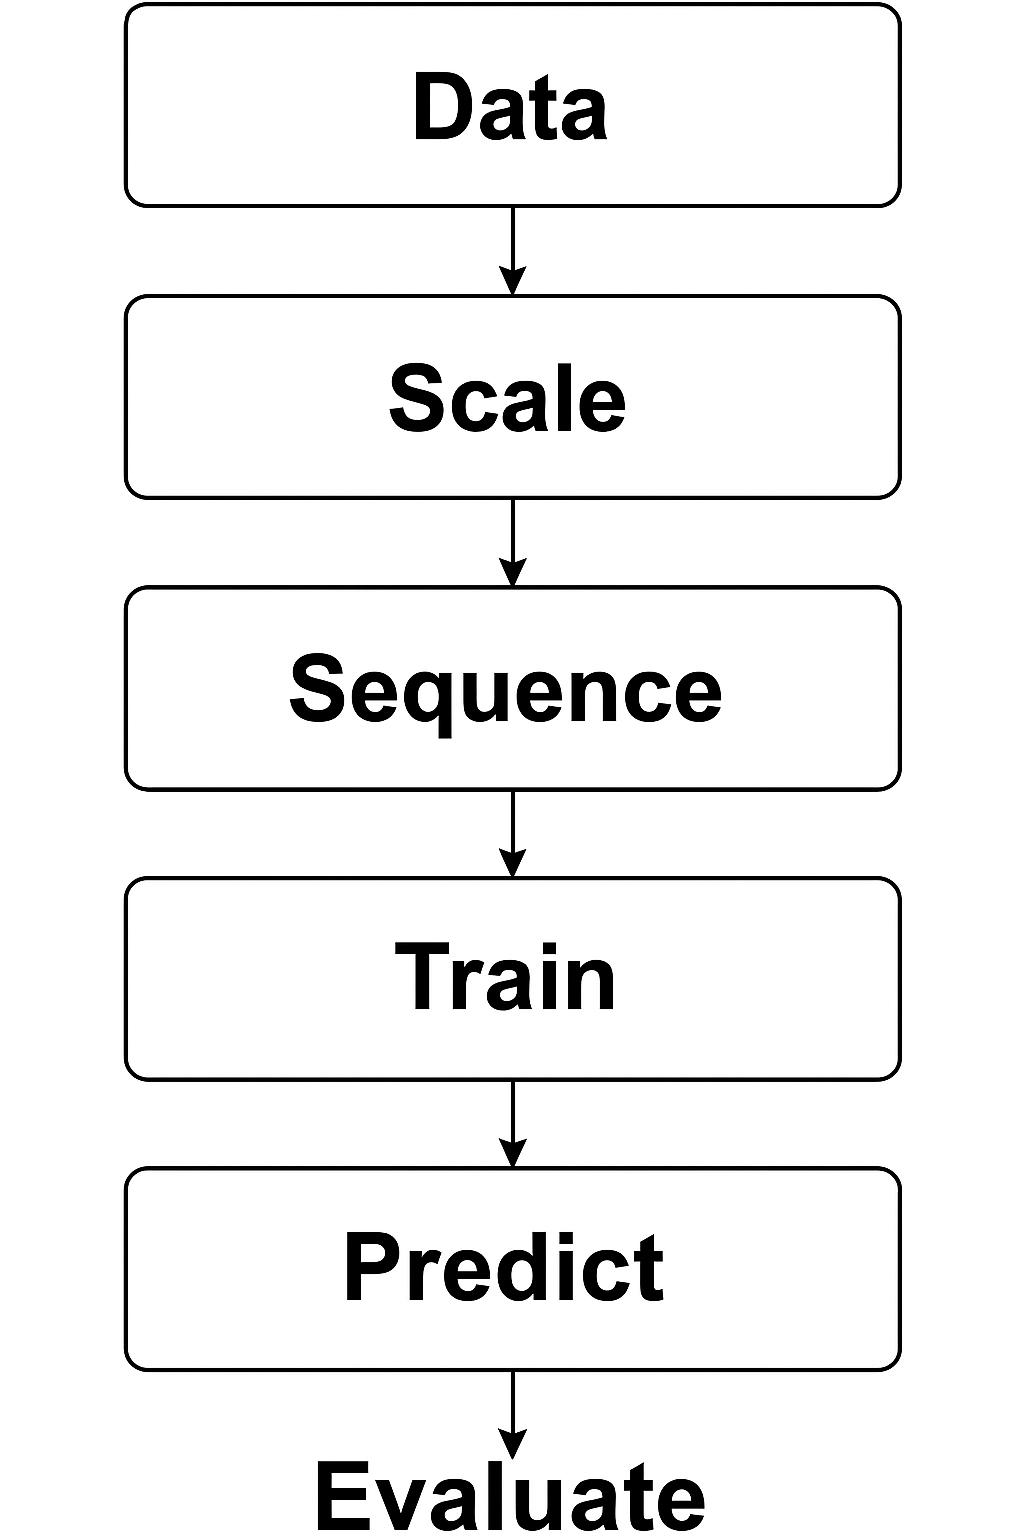 Data
Scale
Sequence
Train
Predict
Evaluate